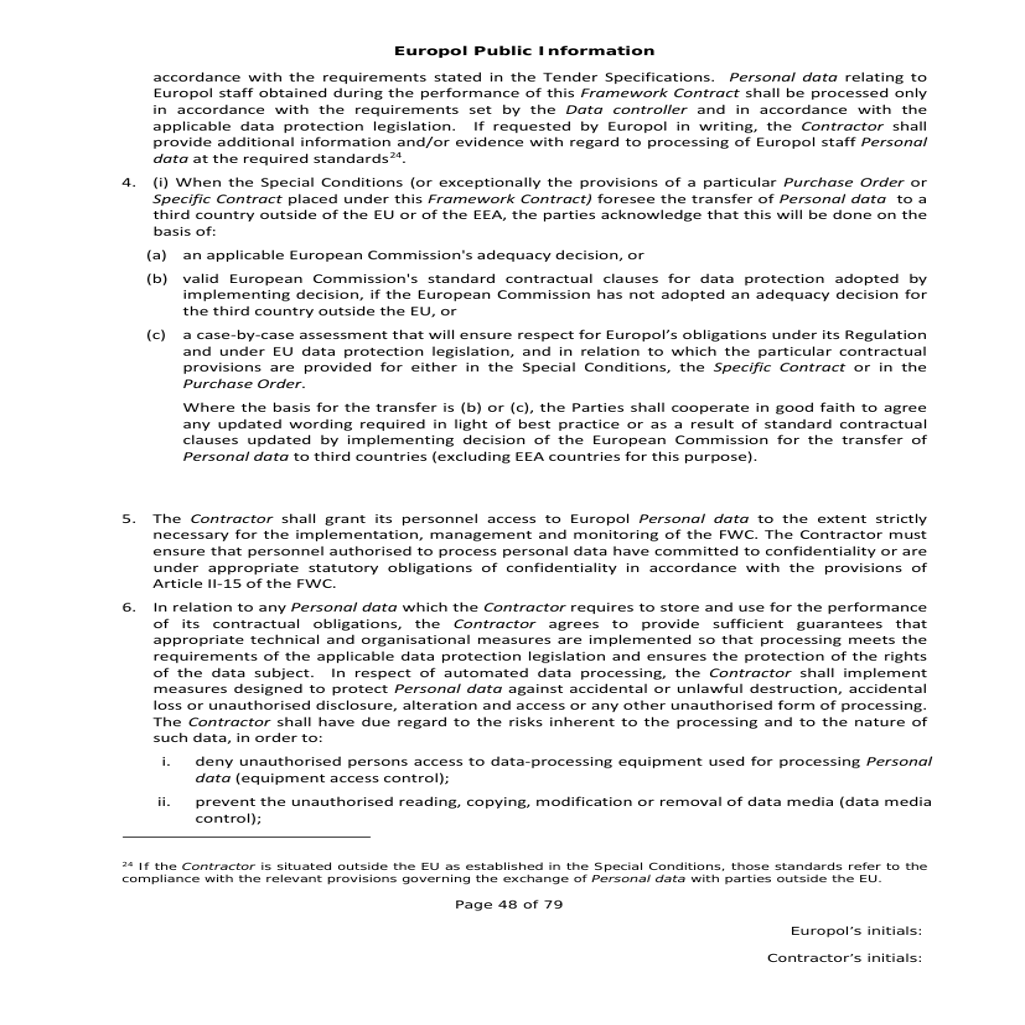 Europol Public Information
accordance with the requirements stated in the Tender Specifications. Personal data relating to
Europol staff obtained during the performance of this Framework Contract shall be processed only
in accordance with the requirements set by the Data controller and in accordance with the
applicable data protection legislation. If requested by Europol in writing, the Contractor shall
provide additional information and/or evidence with regard to processing of Europol staff Personal
data at the required standards²⁴.
4. (i) When the Special Conditions (or exceptionally the provisions of a particular Purchase Order or
Specific Contract placed under this Framework Contract) foresee the transfer of Personal data to a
third country outside of the EU or of the EEA, the parties acknowledge that this will be done on the
basis of:
(a) an applicable European Commission's adequacy decision, or
(b) valid European Commission's standard contractual clauses for data protection adopted by
implementing decision, if the European Commission has not adopted an adequacy decision for
the third country outside the EU, or
(c) a case-by-case assessment that will ensure respect for Europol’s obligations under its Regulation
and under EU data protection legislation, and in relation to which the particular contractual
provisions are provided for either in the Special Conditions, the Specific Contract or in the
Purchase Order.
Where the basis for the transfer is (b) or (c), the Parties shall cooperate in good faith to agree
any updated wording required in light of best practice or as a result of standard contractual
clauses updated by implementing decision of the European Commission for the transfer of
Personal data to third countries (excluding EEA countries for this purpose).
5. The Contractor shall grant its personnel access to Europol Personal data to the extent strictly
necessary for the implementation, management and monitoring of the FWC. The Contractor must
ensure that personnel authorised to process personal data have committed to confidentiality or are
under appropriate statutory obligations of confidentiality in accordance with the provisions of
Article II-15 of the FWC.
6. In relation to any Personal data which the Contractor requires to store and use for the performance
of its contractual obligations, the Contractor agrees to provide sufficient guarantees that
appropriate technical and organisational measures are implemented so that processing meets the
requirements of the applicable data protection legislation and ensures the protection of the rights
of the data subject. In respect of automated data processing, the Contractor shall implement
measures designed to protect Personal data against accidental or unlawful destruction, accidental
loss or unauthorised disclosure, alteration and access or any other unauthorised form of processing.
The Contractor shall have due regard to the risks inherent to the processing and to the nature of
such data, in order to:
i. deny unauthorised persons access to data-processing equipment used for processing Personal
data (equipment access control);
ii. prevent the unauthorised reading, copying, modification or removal of data media (data media
control);
²⁴ If the Contractor is situated outside the EU as established in the Special Conditions, those standards refer to the
compliance with the relevant provisions governing the exchange of Personal data with parties outside the EU.
Page 48 of 79
Europol’s initials:
Contractor’s initials: